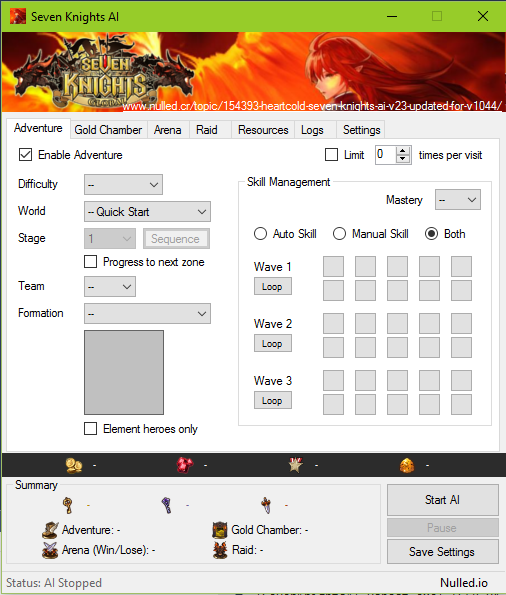 Seven Knights AI
SEVEN
KNIGHTS
GLOBAL
www.nulled.cr/topic/154393-heartcold-seven-knights-ai-v23-updated-for-v1044/
Adventure Gold Chamber Arena Raid Resources Logs Settings
Enable Adventure Limit 0 times per visit
Difficulty -- Skill Management
World -- Quick Start Mastery --
Stage 1 Sequence Auto Skill Manual Skill Both
Progress to next zone Wave 1
Team -- Loop
Formation -- Wave 2
Loop
Wave 3
Loop
Element heroes only
- - - -
Summary
- - -
Adventure: - Gold Chamber: -
Arena (Win/Lose): - Raid: -
Start AI
Pause
Save Settings
Status: AI Stopped Nulled.io